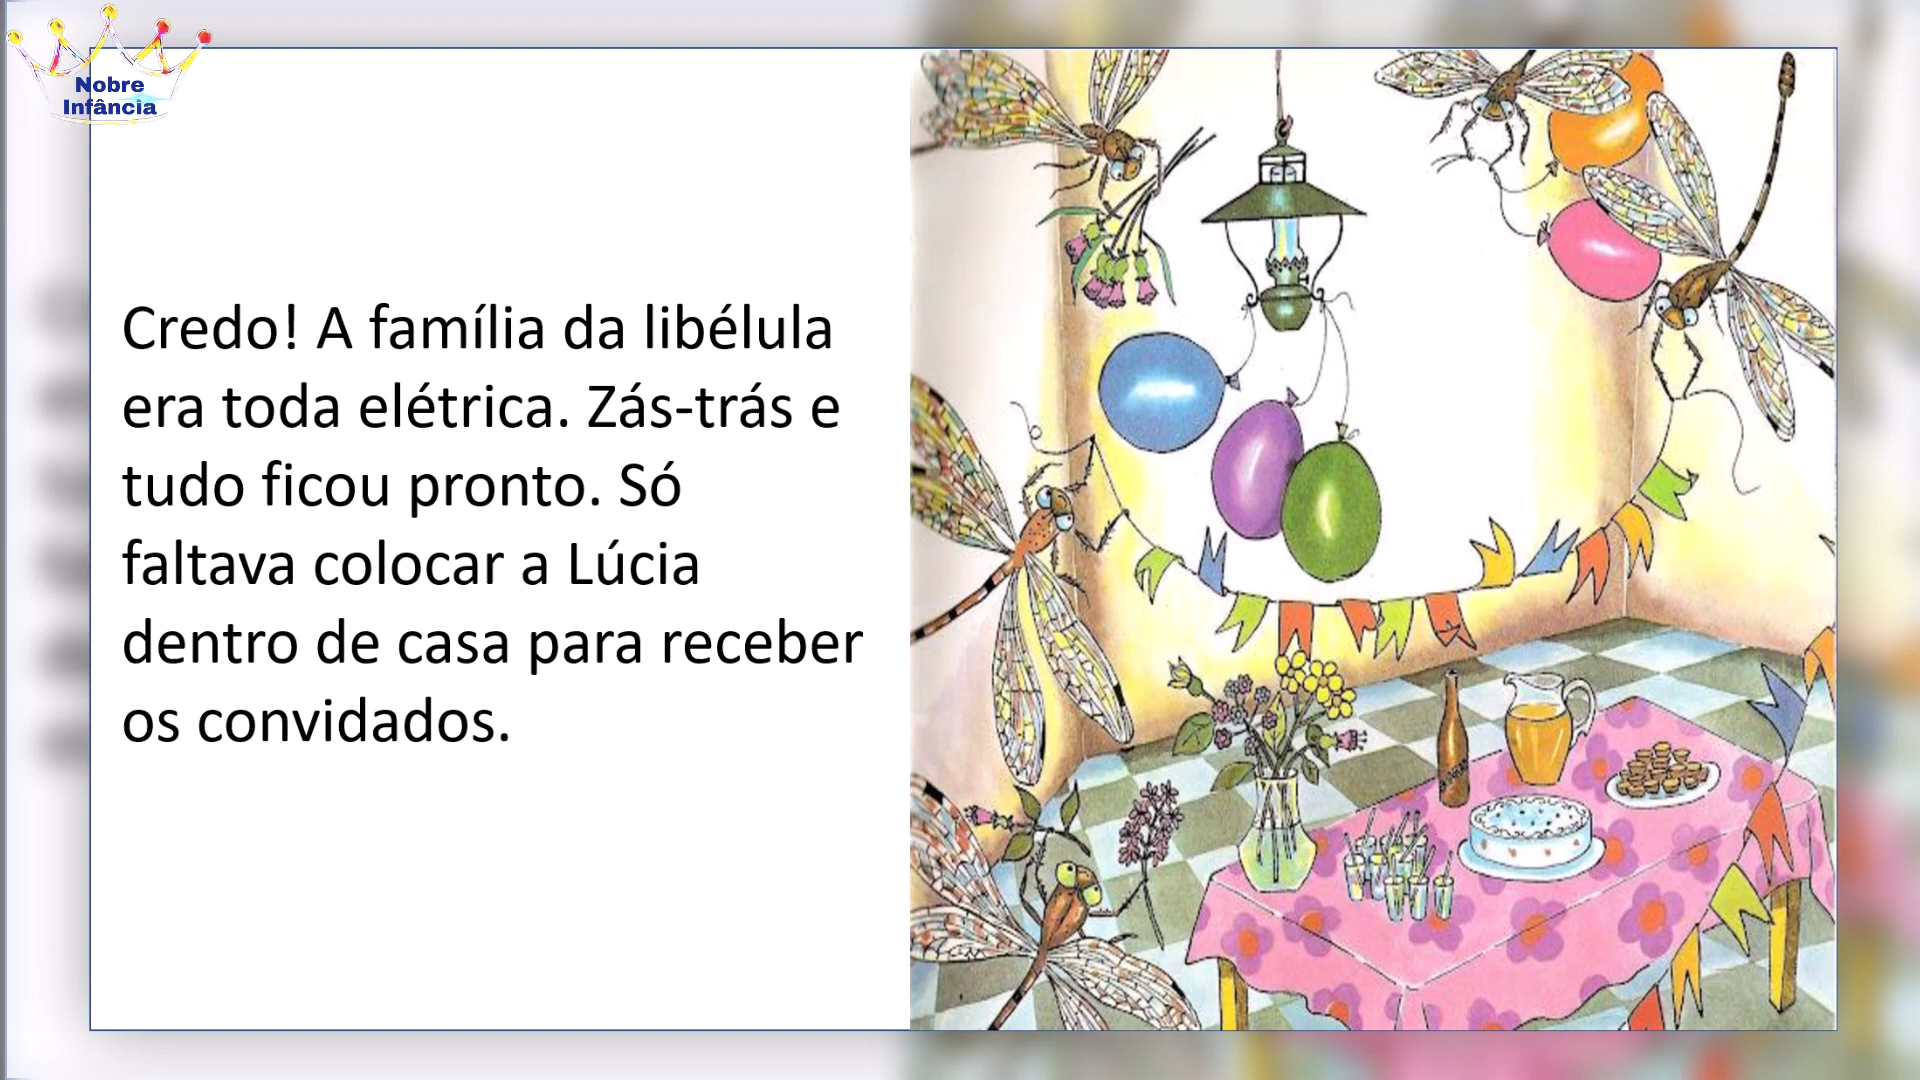 Nobre
Infância
Credo! A família da libélula
era toda elétrica. Zás-trás e
tudo ficou pronto. Só
faltava colocar a Lúcia
dentro de casa para receber
os convidados.